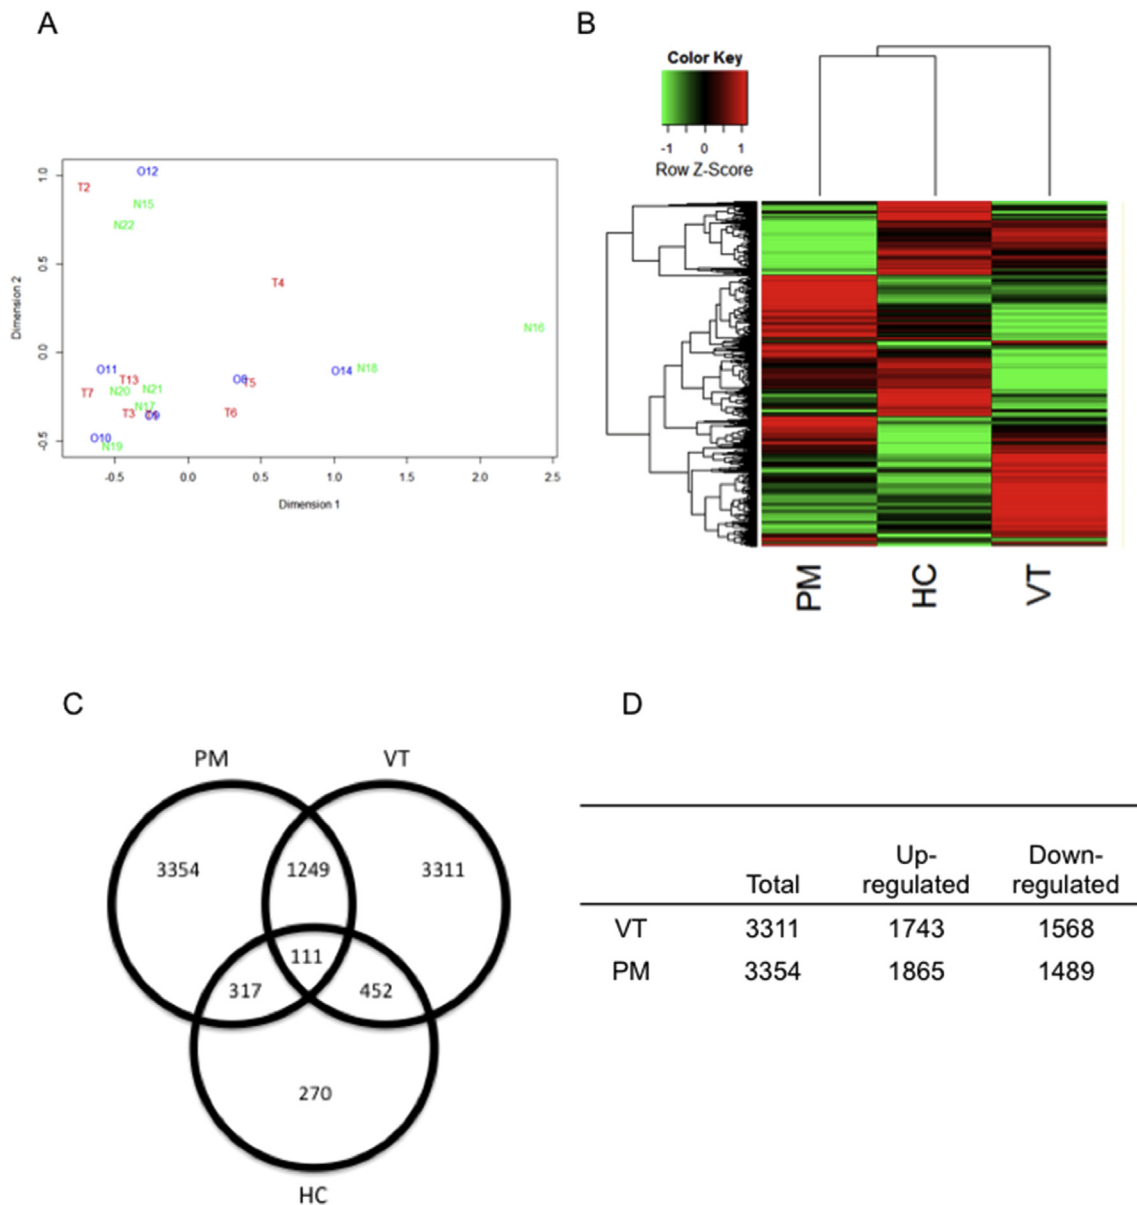 A
B
Color Key
-1 0 1
Row Z-Score
1.0
0.5
0.0
-0.5
Dimension 2
O12
T2
N15
N22
T4
N16
O11
T13
O8
T5
O14
N18
T7
N20
N21
N17
T3
O9
T6
O10
N19
-0.5 0.0 0.5 1.0 1.5 2.0 2.5
Dimension 1
PM HC VT
C
PM VT
3354 1249 3311
111
317 452
270
HC
D
Up- Down-
Total regulated regulated
VT 3311 1743 1568
PM 3354 1865 1489